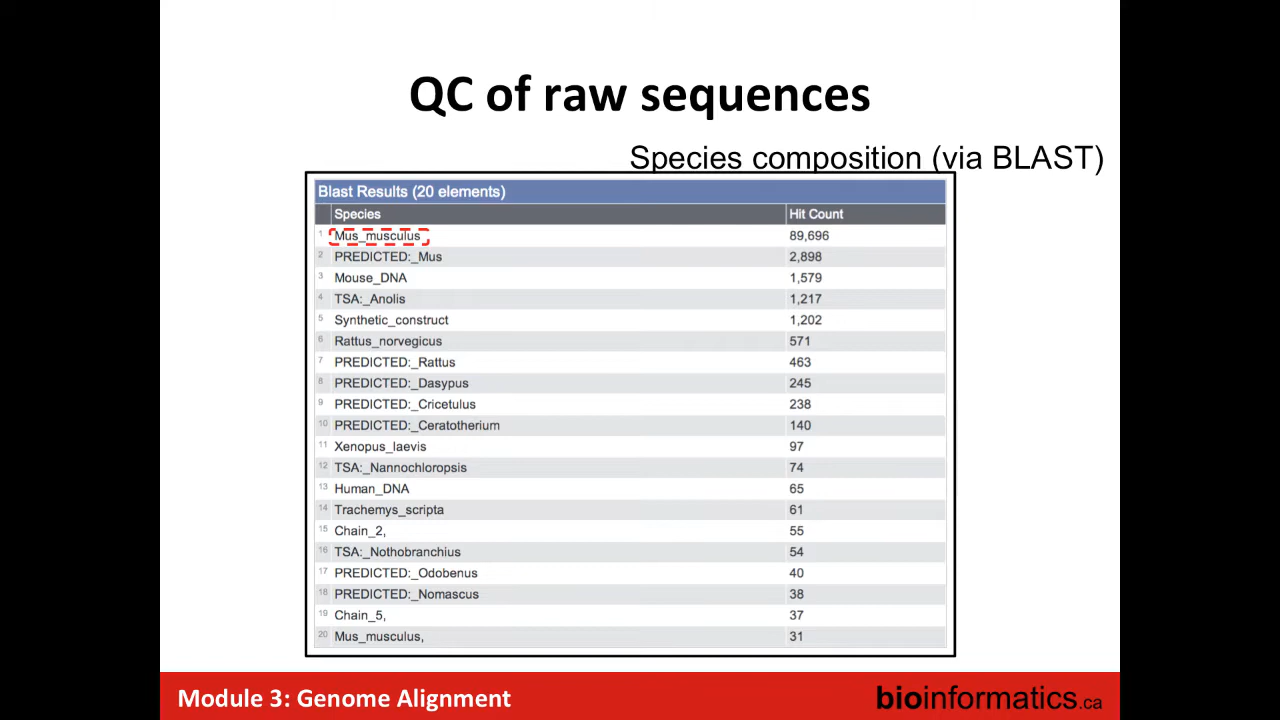 QC of raw sequences
Species composition (via BLAST)
Blast Results (20 elements)
Species Hit Count
1 Mus_musculus 89,696
2 PREDICTED:_Mus 2,898
3 Mouse_DNA 1,579
4 TSA:_Anolis 1,217
5 Synthetic_construct 1,202
6 Rattus_norvegicus 571
7 PREDICTED:_Rattus 463
8 PREDICTED:_Dasypus 245
9 PREDICTED:_Cricetulus 238
10 PREDICTED:_Ceratotherium 140
11 Xenopus_laevis 97
12 TSA:_Nannochloropsis 74
13 Human_DNA 65
14 Trachemys_scripta 61
15 Chain_2, 55
16 TSA:_Nothobranchius 54
17 PREDICTED:_Odobenus 40
18 PREDICTED:_Nomascus 38
19 Chain_5, 37
20 Mus_musculus, 31
Module 3: Genome Alignment bioinformatics.ca